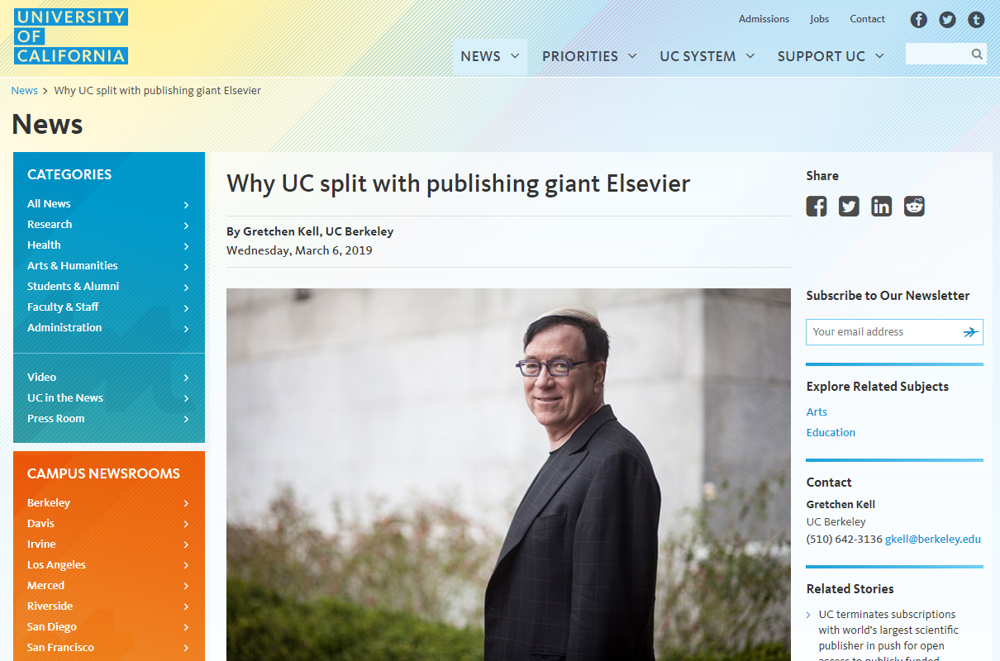 UNIVERSITY
OF
CALIFORNIA
Admissions
Jobs
Contact
NEWS
PRIORITIES
UC SYSTEM
SUPPORT UC
News > Why UC split with publishing giant Elsevier
News
CATEGORIES
All News
Research
Health
Arts & Humanities
Students & Alumni
Faculty & Staff
Administration
Video
UC in the News
Press Room
CAMPUS NEWSROOMS
Berkeley
Davis
Irvine
Los Angeles
Merced
Riverside
San Diego
San Francisco
Why UC split with publishing giant Elsevier
By Gretchen Kell, UC Berkeley
Wednesday, March 6, 2019
Share
Subscribe to Our Newsletter
Your email address
Explore Related Subjects
Arts
Education
Contact
Gretchen Kell
UC Berkeley
(510) 642-3136 gkell@berkeley.edu
Related Stories
UC terminates subscriptions
with world's largest scientific
publisher in push for open
access to publicly funded